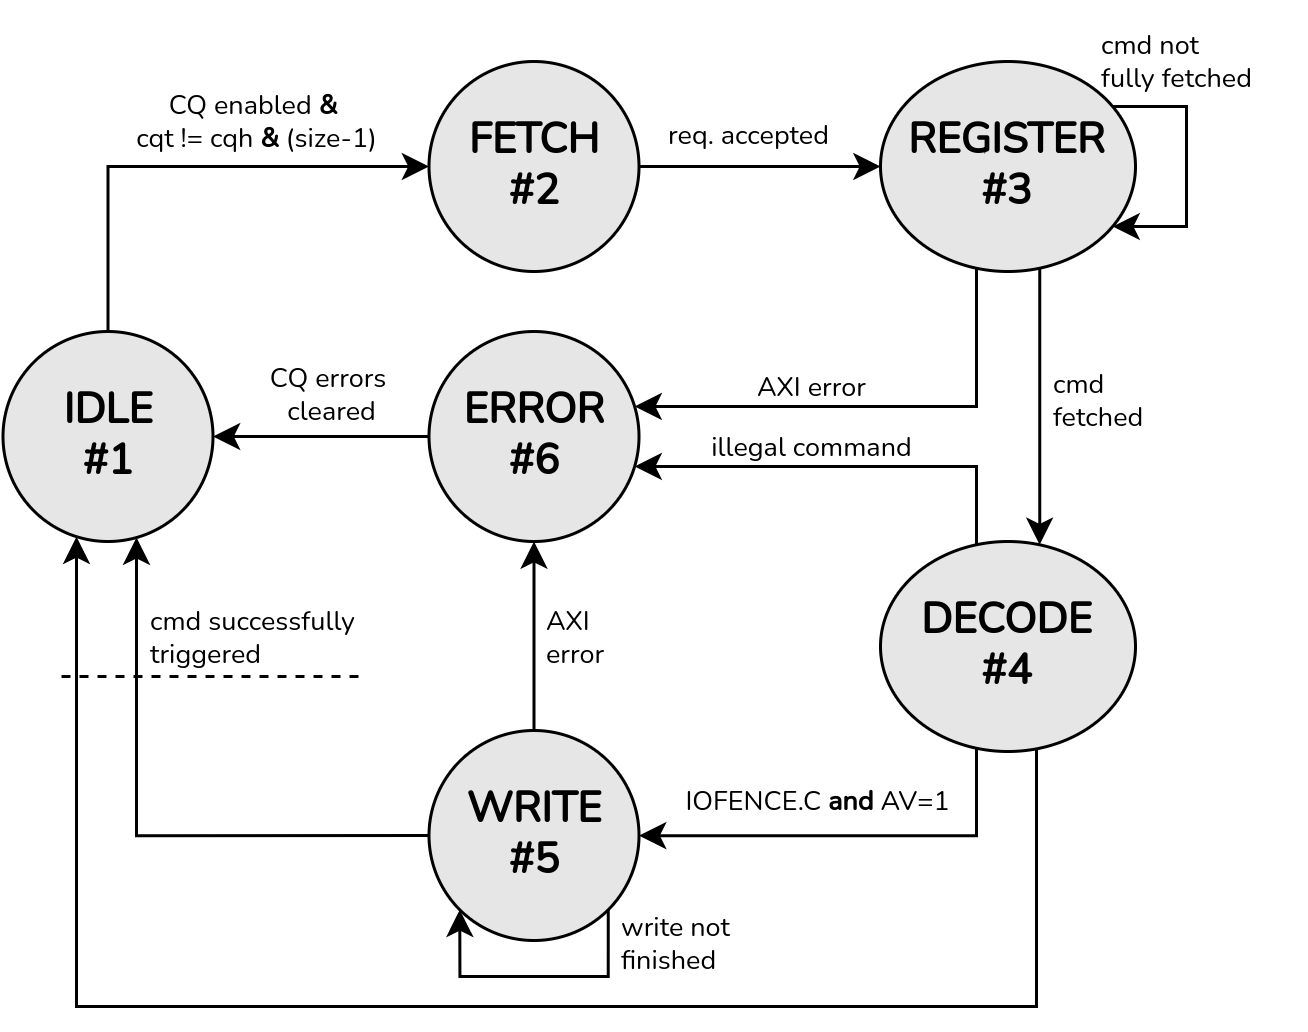 cmd not
fully fetched
CQ enabled &
cqt != cqh & (size-1)
FETCH
#2
req. accepted
REGISTER
#3
IDLE
#1
CQ errors
cleared
ERROR
#6
AXI error
illegal command
cmd
fetched
cmd successfully
triggered
AXI
error
DECODE
#4
WRITE
#5
IOFENCE.C and AV=1
write not
finished